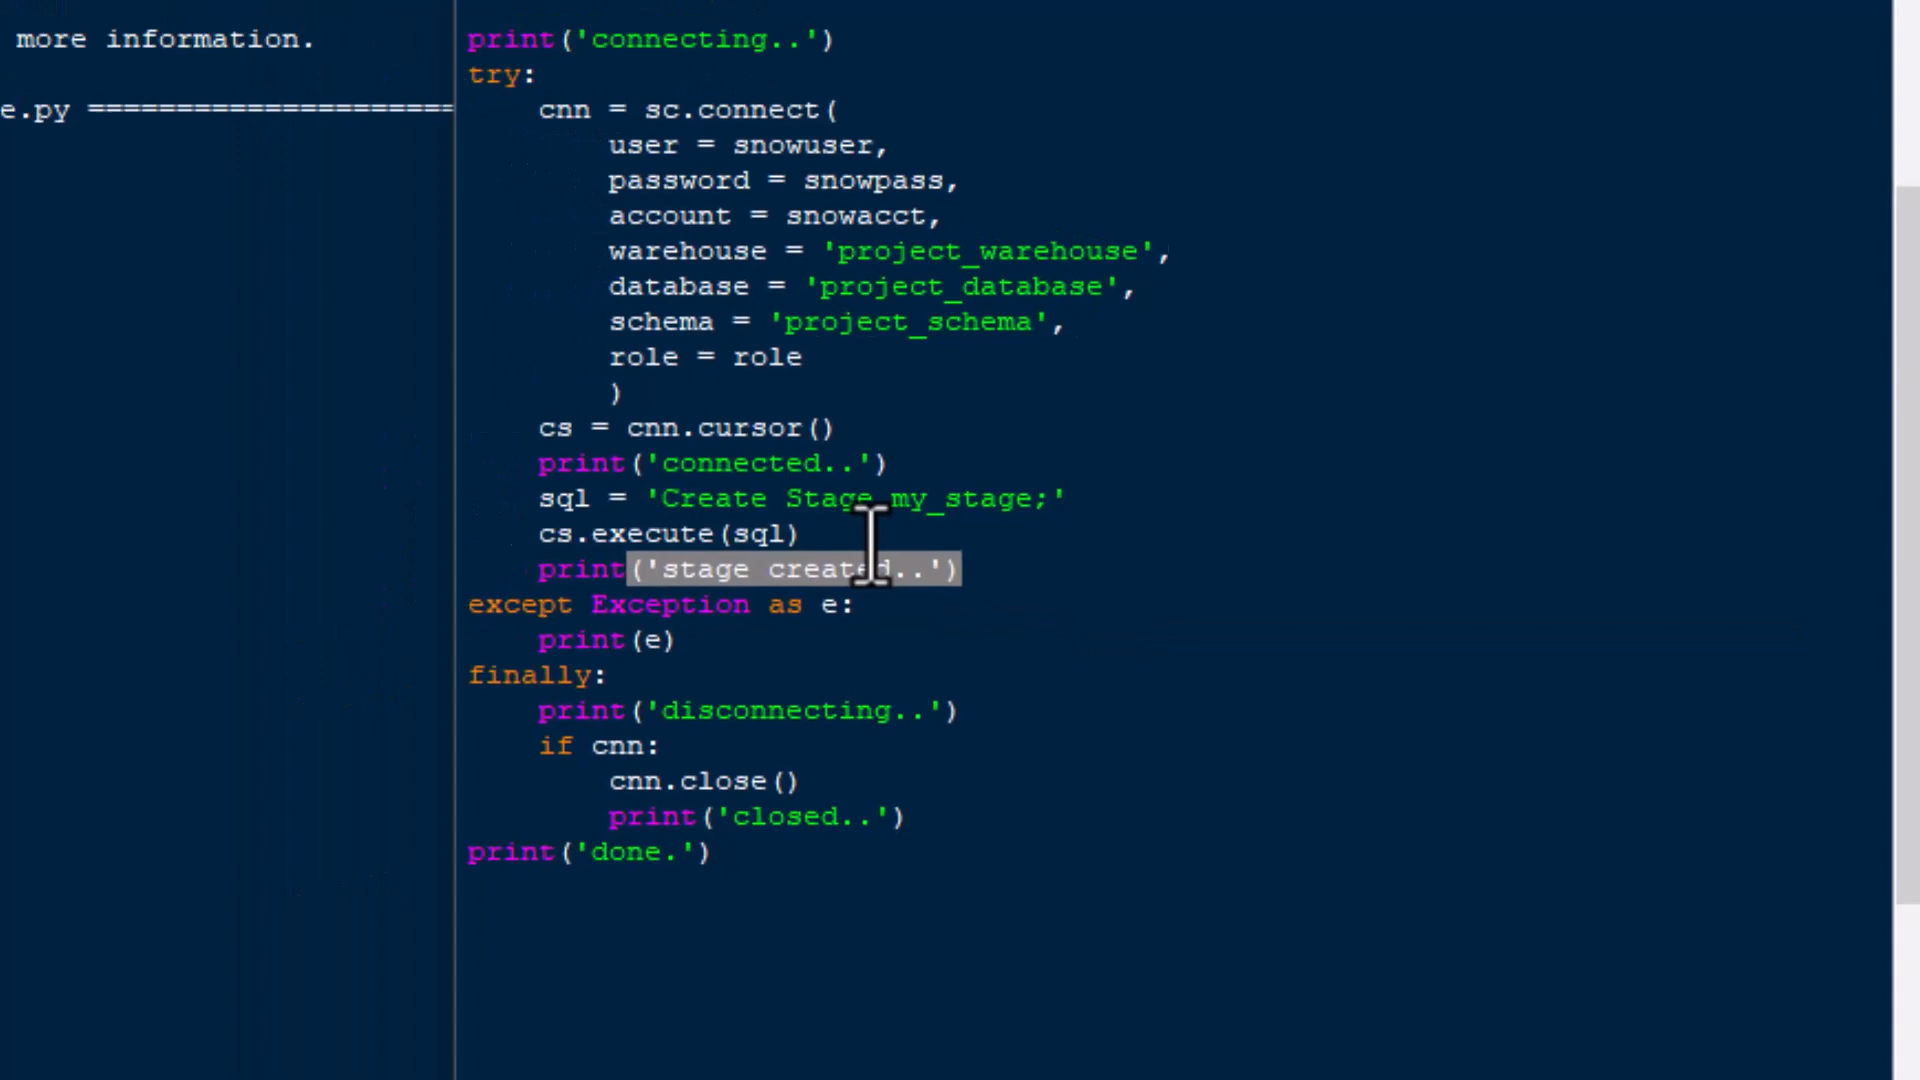 more information.
e.py =====================
print('connecting..')
try:
    cnn = sc.connect(
        user = snowuser,
        password = snowpass,
        account = snowacct,
        warehouse = 'project_warehouse',
        database = 'project_database',
        schema = 'project_schema',
        role = role
        )
    cs = cnn.cursor()
    print('connected..')
    sql = 'Create Stage my_stage;'
    cs.execute(sql)
    print('stage created..')
except Exception as e:
    print(e)
finally:
    print('disconnecting..')
    if cnn:
        cnn.close()
        print('closed..')
print('done.')